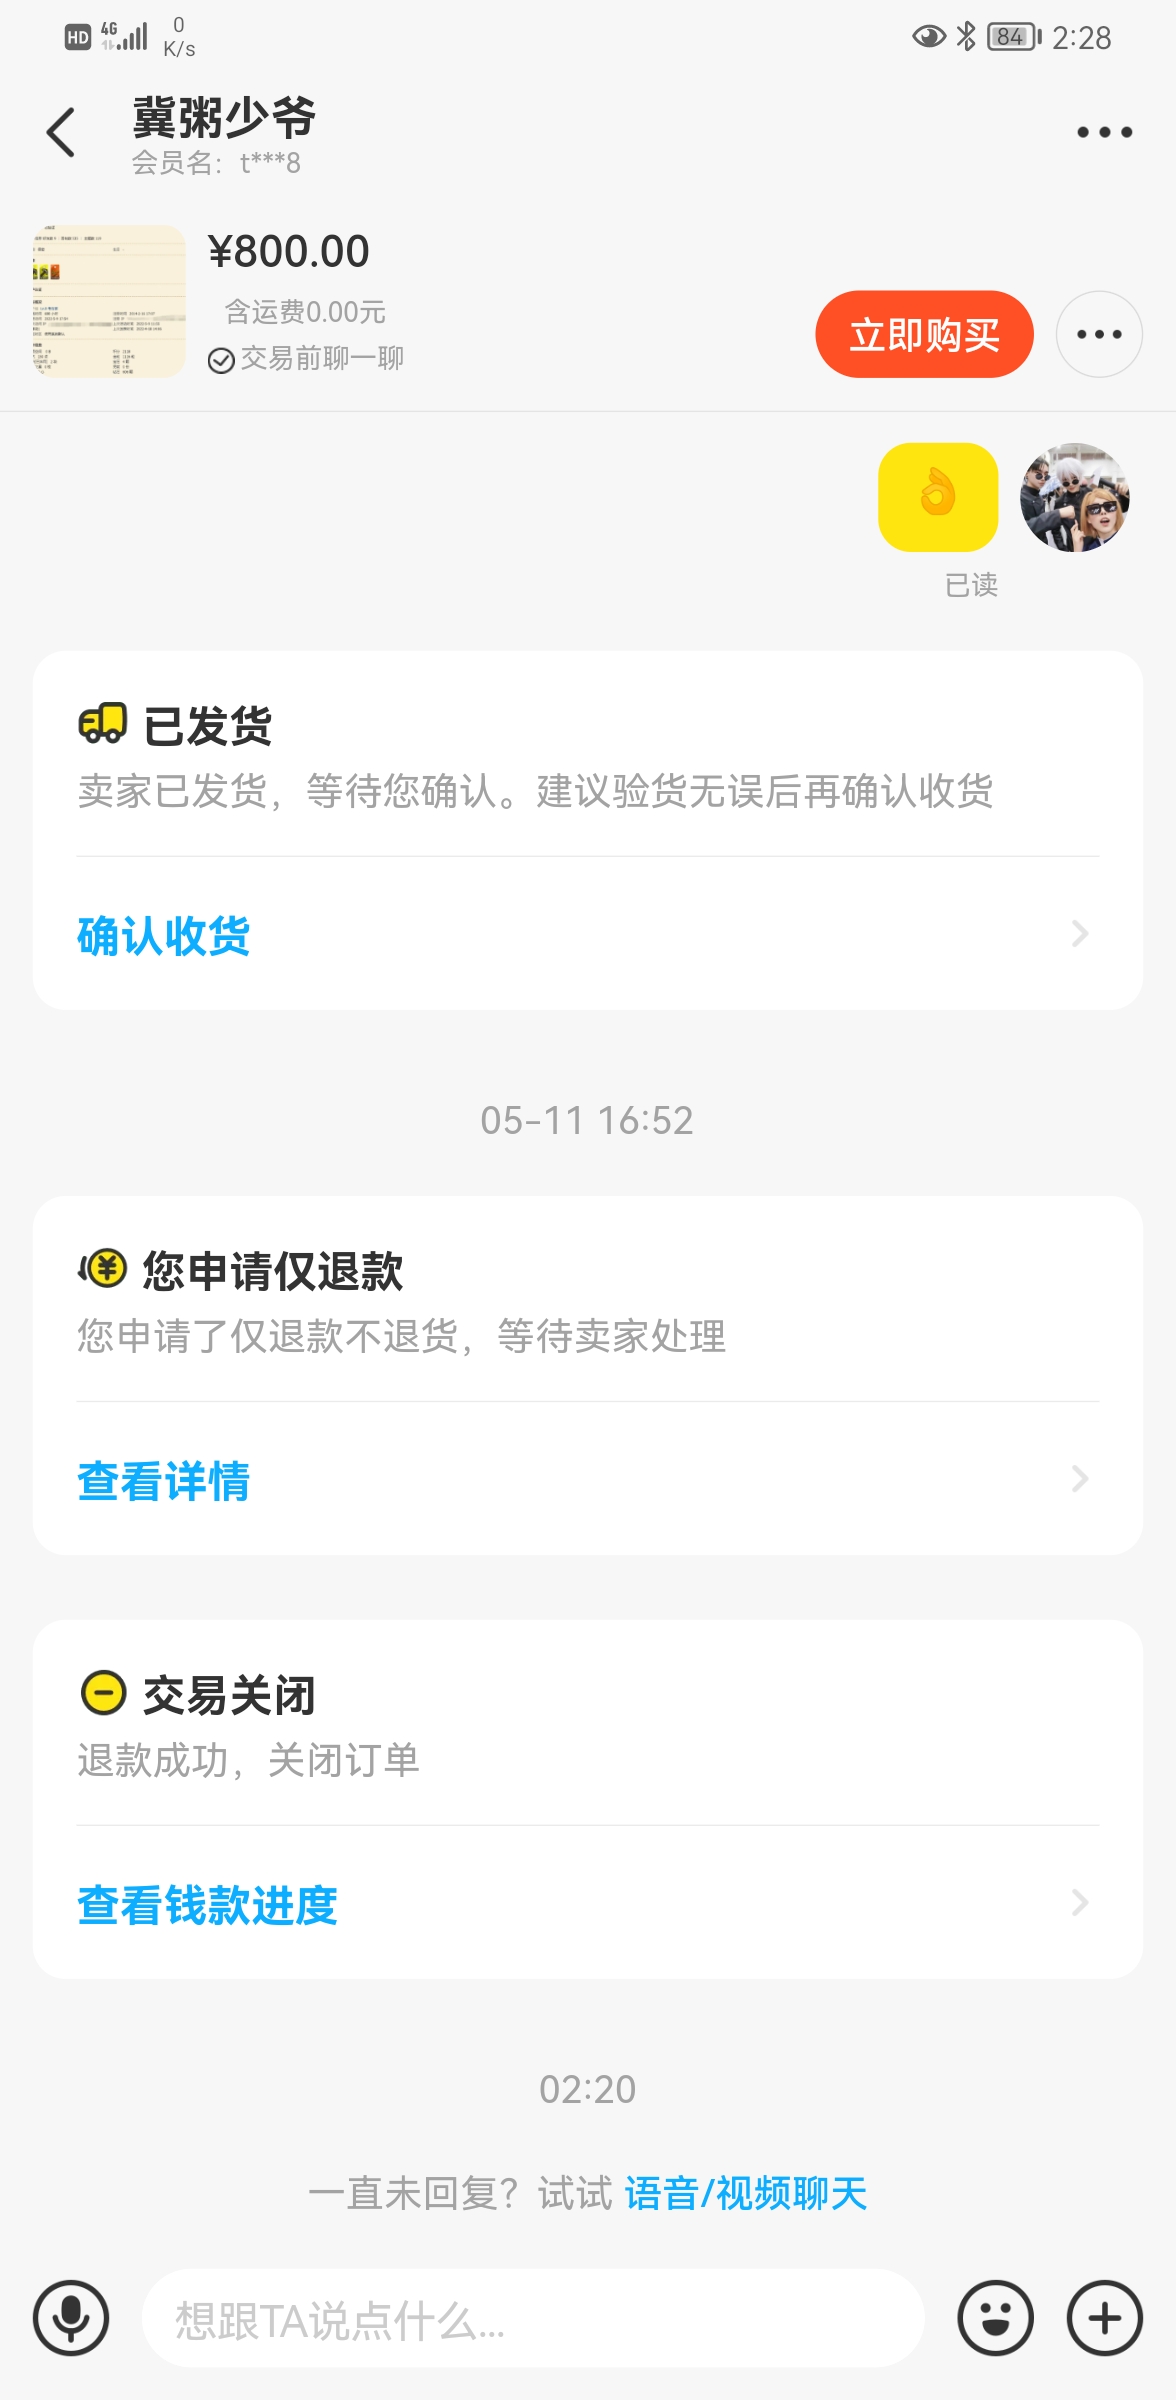 HD 4G 0 K/s 84 2:28
冀粥少爷
会员名：t***8
¥800.00
含运费0.00元
交易前聊一聊
立即购买
已读
已发货
卖家已发货，等待您确认。建议验货无误后再确认收货
确认收货
05-11 16:52
您申请仅退款
您申请了仅退款不退货，等待卖家处理
查看详情
交易关闭
退款成功，关闭订单
查看钱款进度
02:20
一直未回复？试试 语音/视频聊天
想跟TA说点什么...